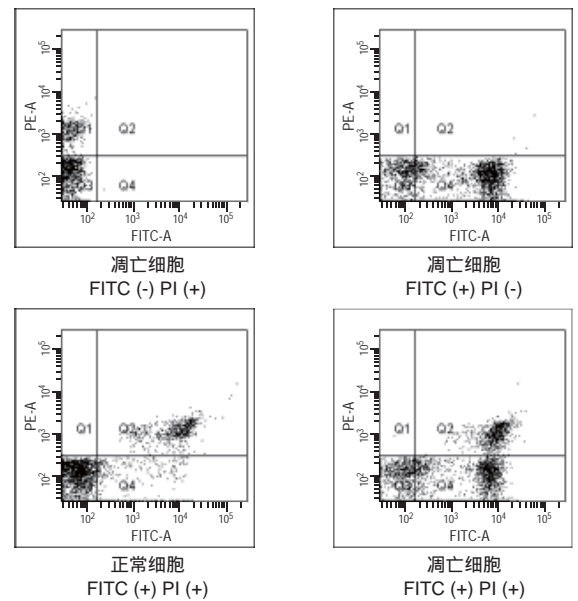 10⁵
10⁴
10³
10²
PE-A
Q1
Q2
Q3
Q4
10²
10³
10⁴
10⁵
FITC-A
凋亡细胞
FITC (-) PI (+)
10⁵
10⁴
10³
10²
PE-A
Q1
Q2
Q3
Q4
10²
10³
10⁴
10⁵
FITC-A
凋亡细胞
FITC (+) PI (-)
10⁵
10⁴
10³
10²
PE-A
Q1
Q2
Q4
10²
10³
10⁴
10⁵
FITC-A
正常细胞
FITC (+) PI (+)
10⁵
10⁴
10³
10²
PE-A
Q1
Q2
Q3
Q4
10²
10³
10⁴
10⁵
FITC-A
凋亡细胞
FITC (+) PI (+)